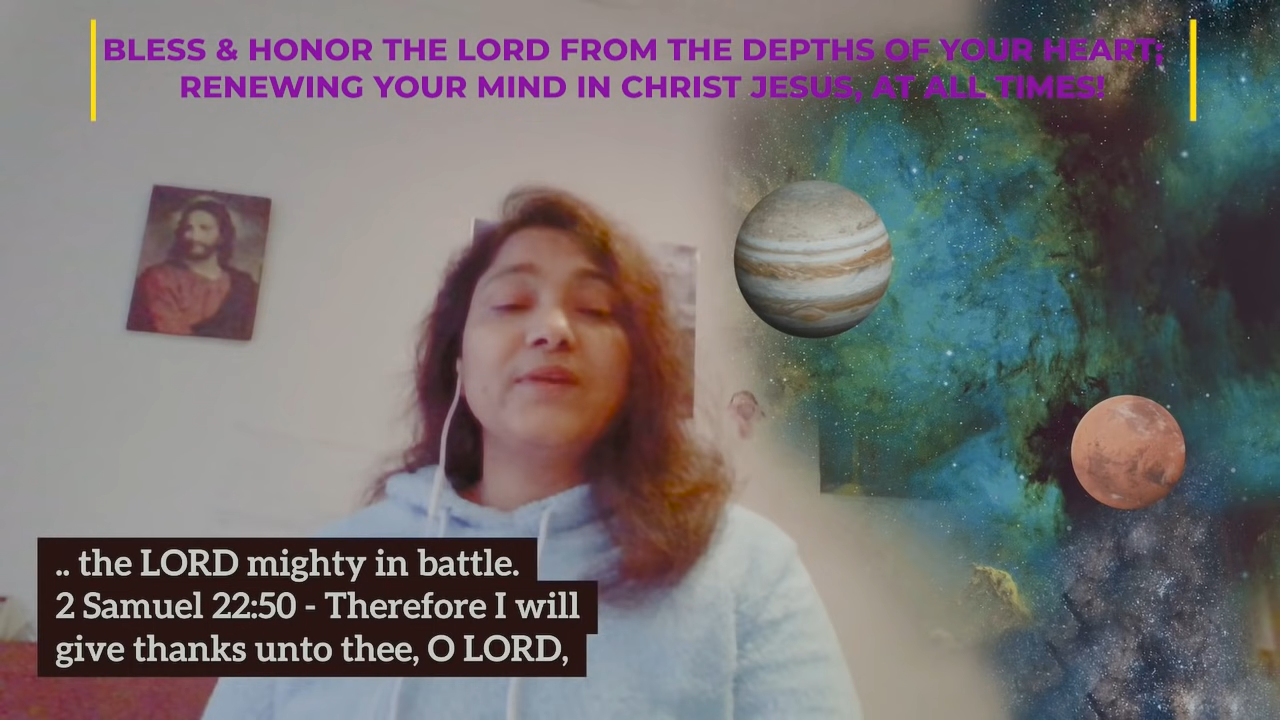 BLESS & HONOR THE LORD FROM THE DEPTHS OF YOUR HEART;
RENEWING YOUR MIND IN CHRIST JESUS, AT ALL TIMES!
.. the LORD mighty in battle.
2 Samuel 22:50 - Therefore I will
give thanks unto thee, O LORD,